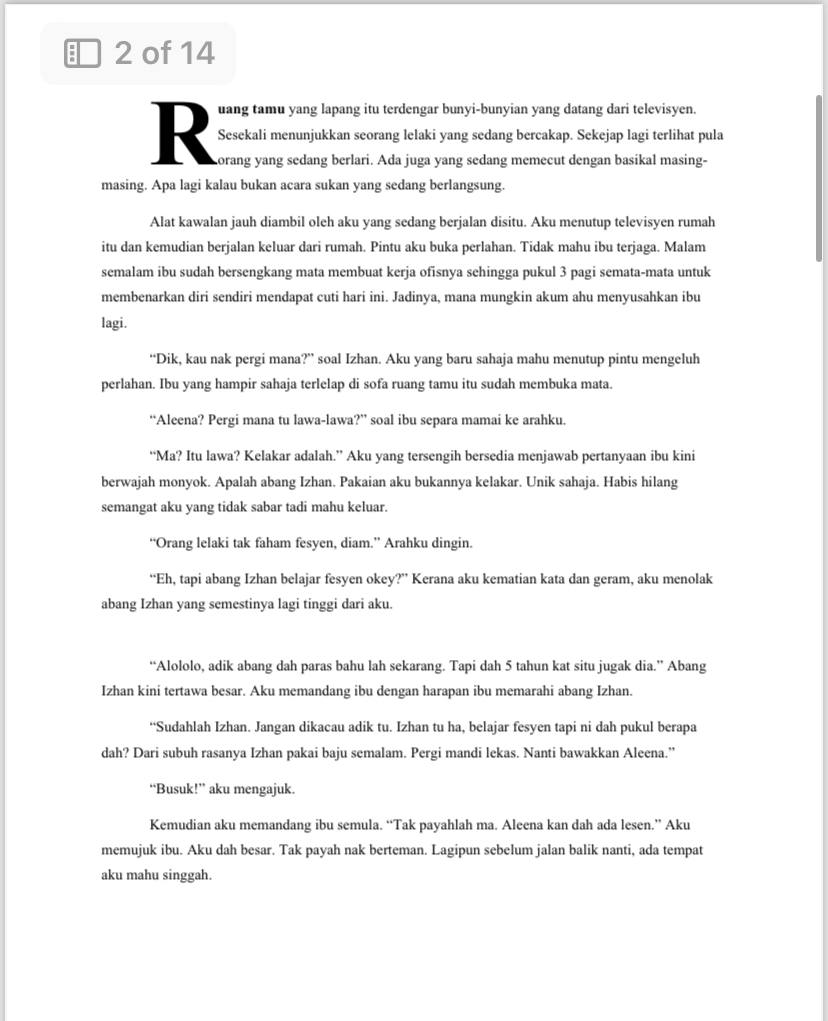 2 of 14
Ruang tamu yang lapang itu terdengar bunyi-bunyian yang datang dari televisyen.
Sesekali menunjukkan seorang lelaki yang sedang bercakap. Sekejap lagi terlihat pula
orang yang sedang berlari. Ada juga yang sedang memecut dengan basikal masing-
masing. Apa lagi kalau bukan acara sukan yang sedang berlangsung.
Alat kawalan jauh diambil oleh aku yang sedang berjalan disitu. Aku menutup televisyen rumah
itu dan kemudian berjalan keluar dari rumah. Pintu aku buka perlahan. Tidak mahu ibu terjaga. Malam
semalam ibu sudah bersengkang mata membuat kerja ofisnya sehingga pukul 3 pagi semata-mata untuk
membenarkan diri sendiri mendapat cuti hari ini. Jadinya, mana mungkin akum ahu menyusahkan ibu
lagi.
“Dik, kau nak pergi mana?” soal Izhan. Aku yang baru sahaja mahu menutup pintu mengeluh
perlahan. Ibu yang hampir sahaja terlelap di sofa ruang tamu itu sudah membuka mata.
“Aleena? Pergi mana tu lawa-lawa?” soal ibu separa mamai ke arahku.
“Ma? Itu lawa? Kelakar adalah.” Aku yang tersengih bersedia menjawab pertanyaan ibu kini
berwajah monyok. Apalah abang Izhan. Pakaian aku bukannya kelakar. Unik sahaja. Habis hilang
semangat aku yang tidak sabar tadi mahu keluar.
“Orang lelaki tak faham fesyen, diam.” Arahku dingin.
“Eh, tapi abang Izhan belajar fesyen okey?” Kerana aku kematian kata dan geram, aku menolak
abang Izhan yang semestinya lagi tinggi dari aku.
“Alololo, adik abang dah paras bahu lah sekarang. Tapi dah 5 tahun kat situ jugak dia.” Abang
Izhan kini tertawa besar. Aku memandang ibu dengan harapan ibu memarahi abang Izhan.
“Sudahlah Izhan. Jangan dikacau adik tu. Izhan tu ha, belajar fesyen tapi ni dah pukul berapa
dah? Dari subuh rasanya Izhan pakai baju semalam. Pergi mandi lekas. Nanti bawakkan Aleena.”
“Busuk!” aku mengajuk.
Kemudian aku memandang ibu semula. “Tak payahlah ma. Aleena kan dah ada lesen.” Aku
memujuk ibu. Aku dah besar. Tak payah nak berteman. Lagipun sebelum jalan balik nanti, ada tempat
aku mahu singgah.